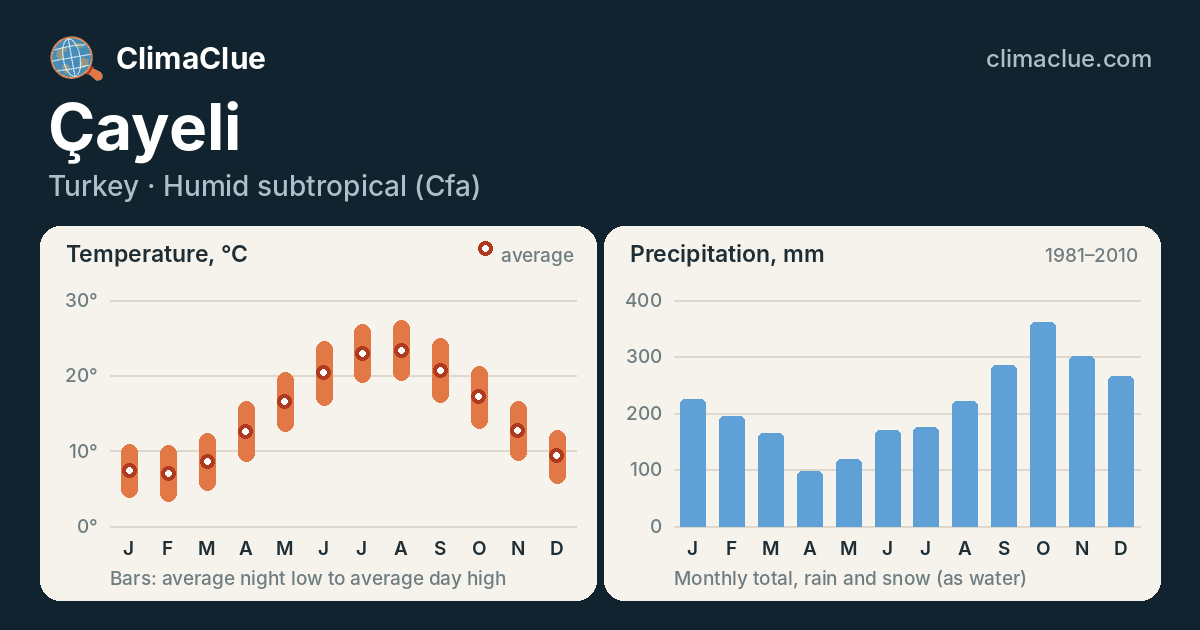 ClimaClue
climaclue.com
Çayeli
Turkey · Humid subtropical (Cfa)
Temperature, °C
average
30°
20°
10°
0°
J F M A M J J A S O N D
Bars: average night low to average day high
Precipitation, mm
1981–2010
400
300
200
100
0
J F M A M J J A S O N D
Monthly total, rain and snow (as water)